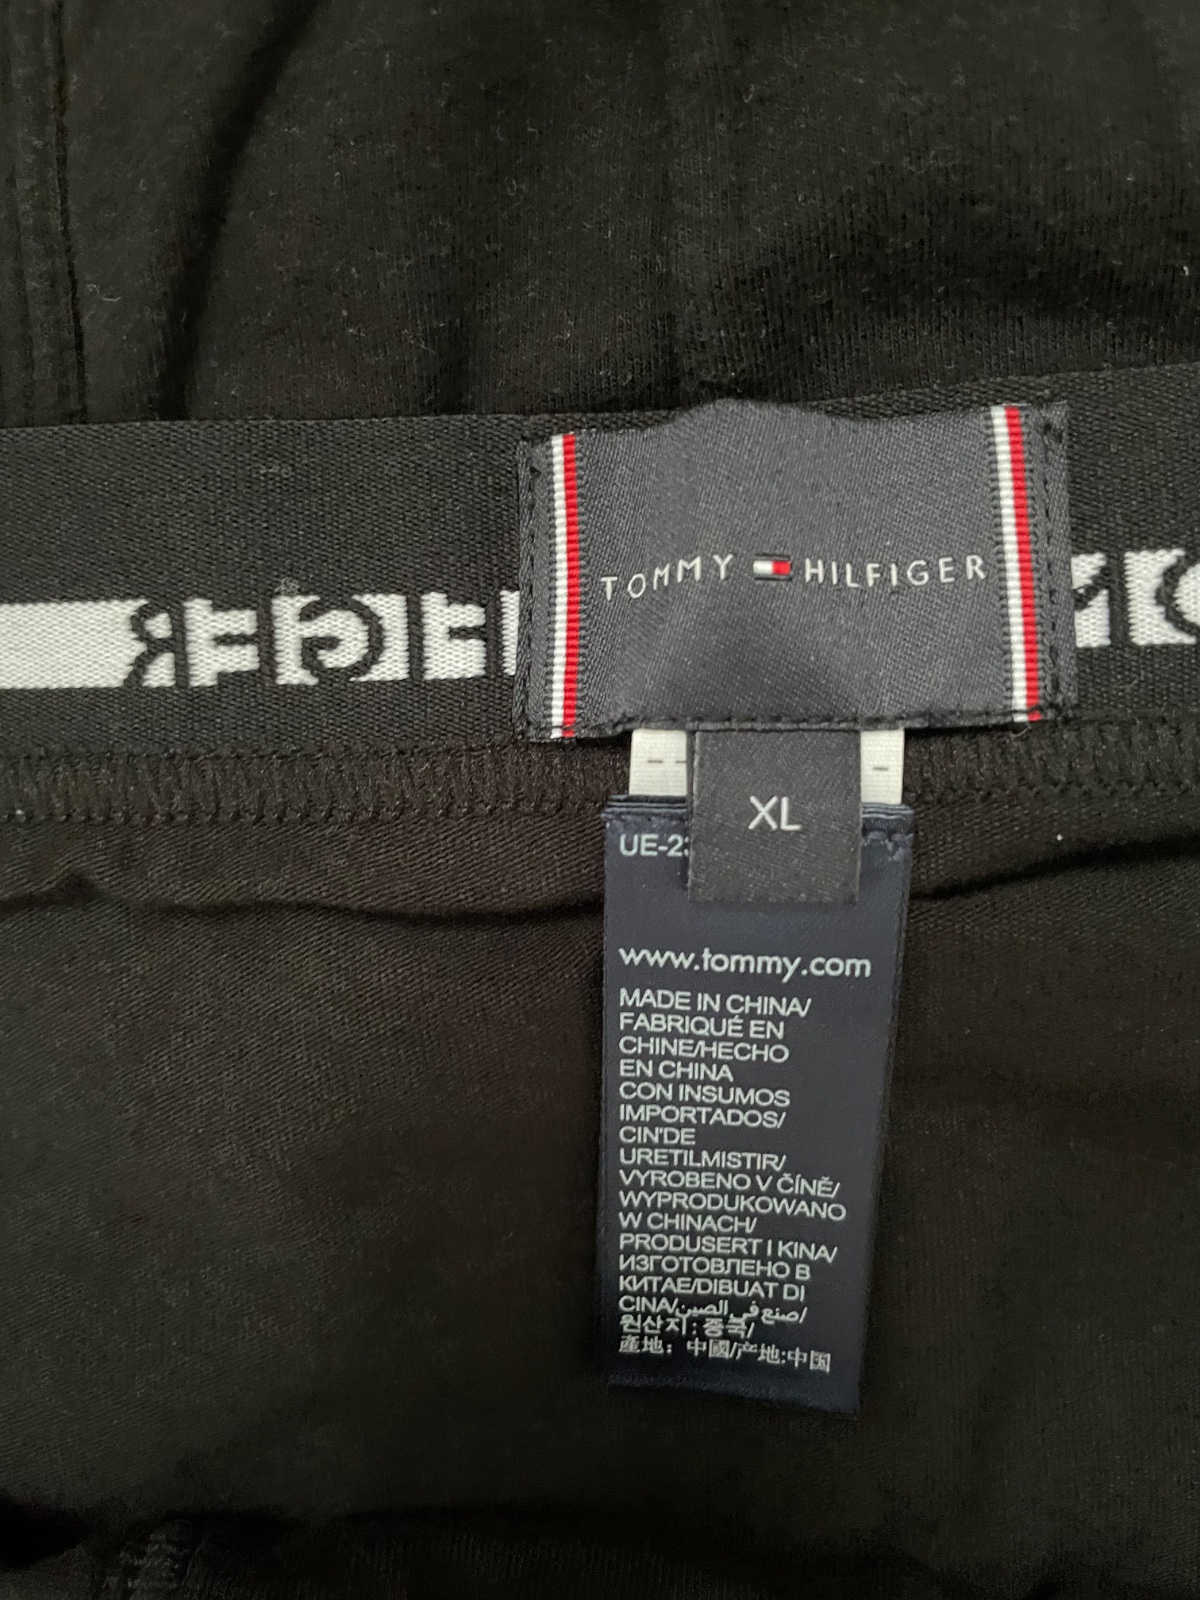 TOMMY HILFIGER
XL
UE-23
www.tommy.com
MADE IN CHINA/
FABRIQUÉ EN
CHINE/HECHO
EN CHINA
CON INSUMOS
IMPORTADOS/
CIN'DE
URETILMISTIR/
VYROBENO V ČÍNĚ/
WYPRODUKOWANO
W CHINACH/
PRODUSERT I KINA/
ИЗГОТОВЛЕНО В
КИТАЕ/DIBUAT DI
CINA/صنع في الصين/
원산지: 중국/
產地: 中國/产地:中国